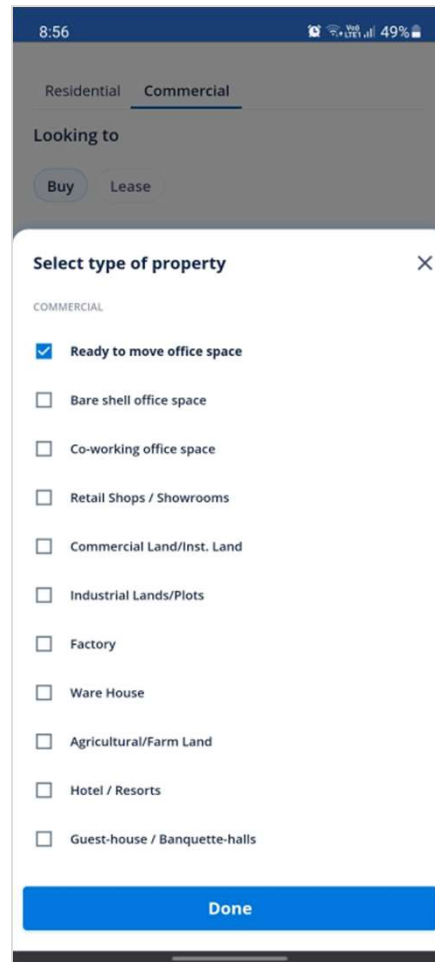 8:56 Vo9 LTE1 49%
Residential Commercial
Looking to
Buy Lease
Select type of property
COMMERCIAL
Ready to move office space
Bare shell office space
Co-working office space
Retail Shops / Showrooms
Commercial Land/Inst. Land
Industrial Lands/Plots
Factory
Ware House
Agricultural/Farm Land
Hotel / Resorts
Guest-house / Banquette-halls
Done